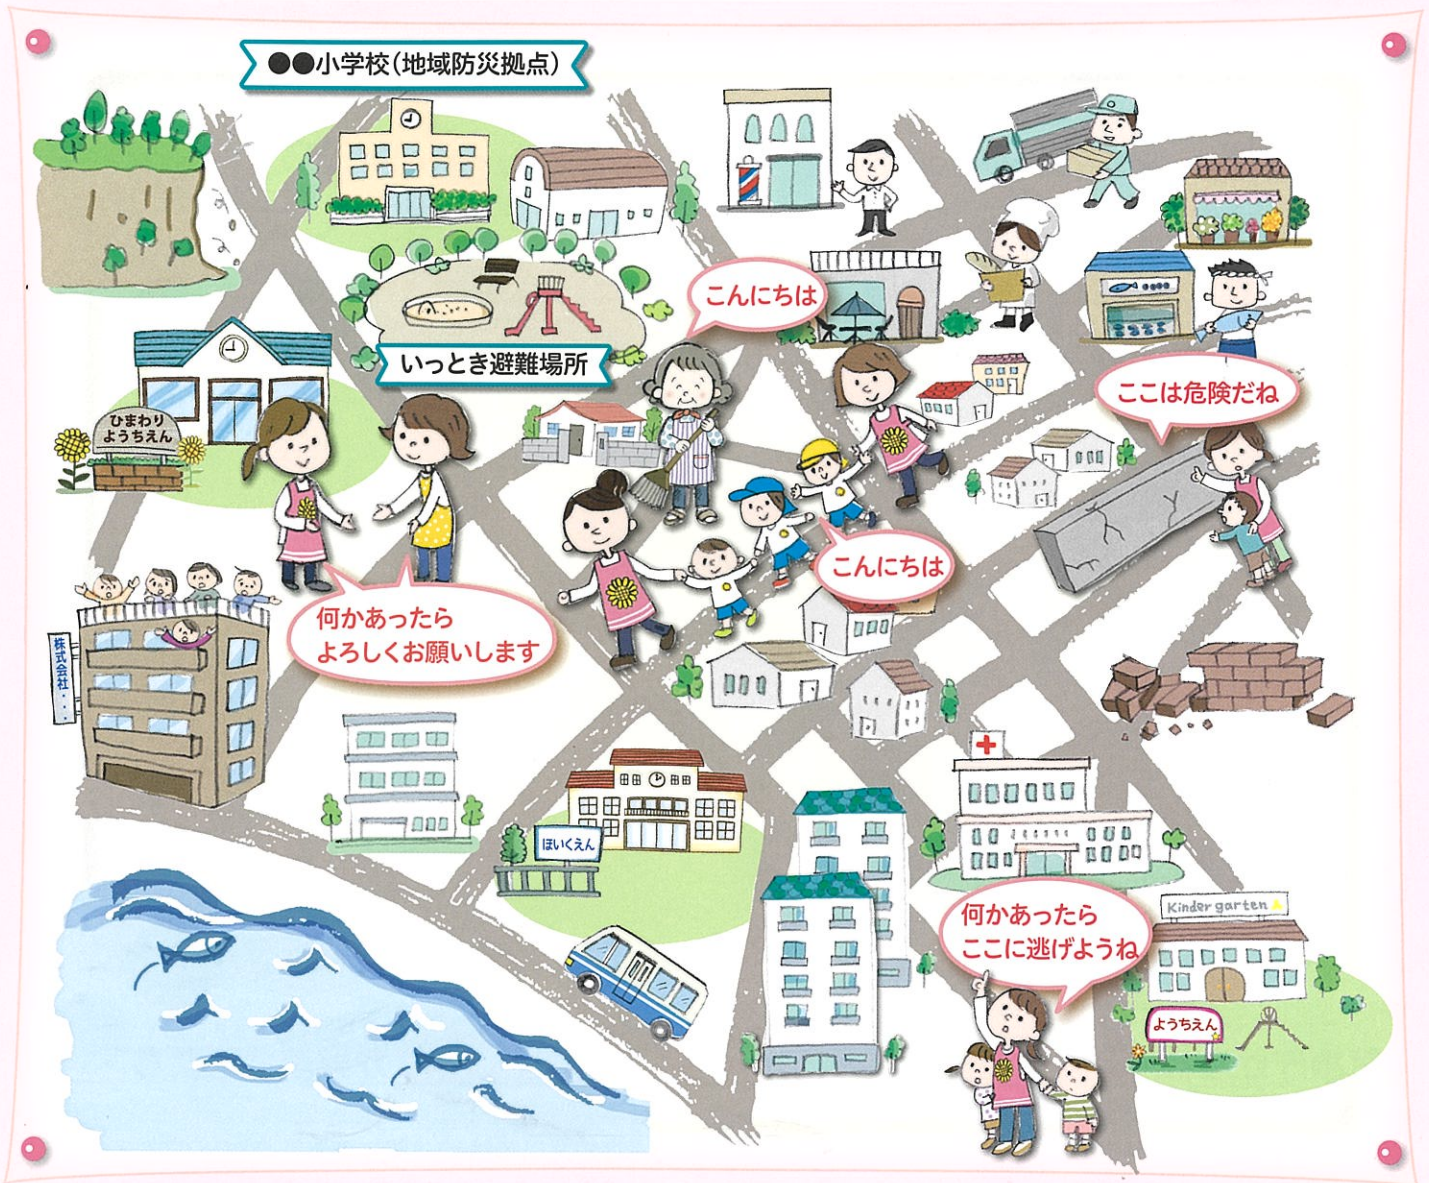 ●●小学校（地域防災拠点）
こんにちは
いっとき避難場所
ここは危険だね
ひまわり
ようちえん
こんにちは
何かあったら
よろしくお願いします
株式会社・・・
ほいくえん
Kindergarten
何かあったら
ここに逃げようね
ようちえん